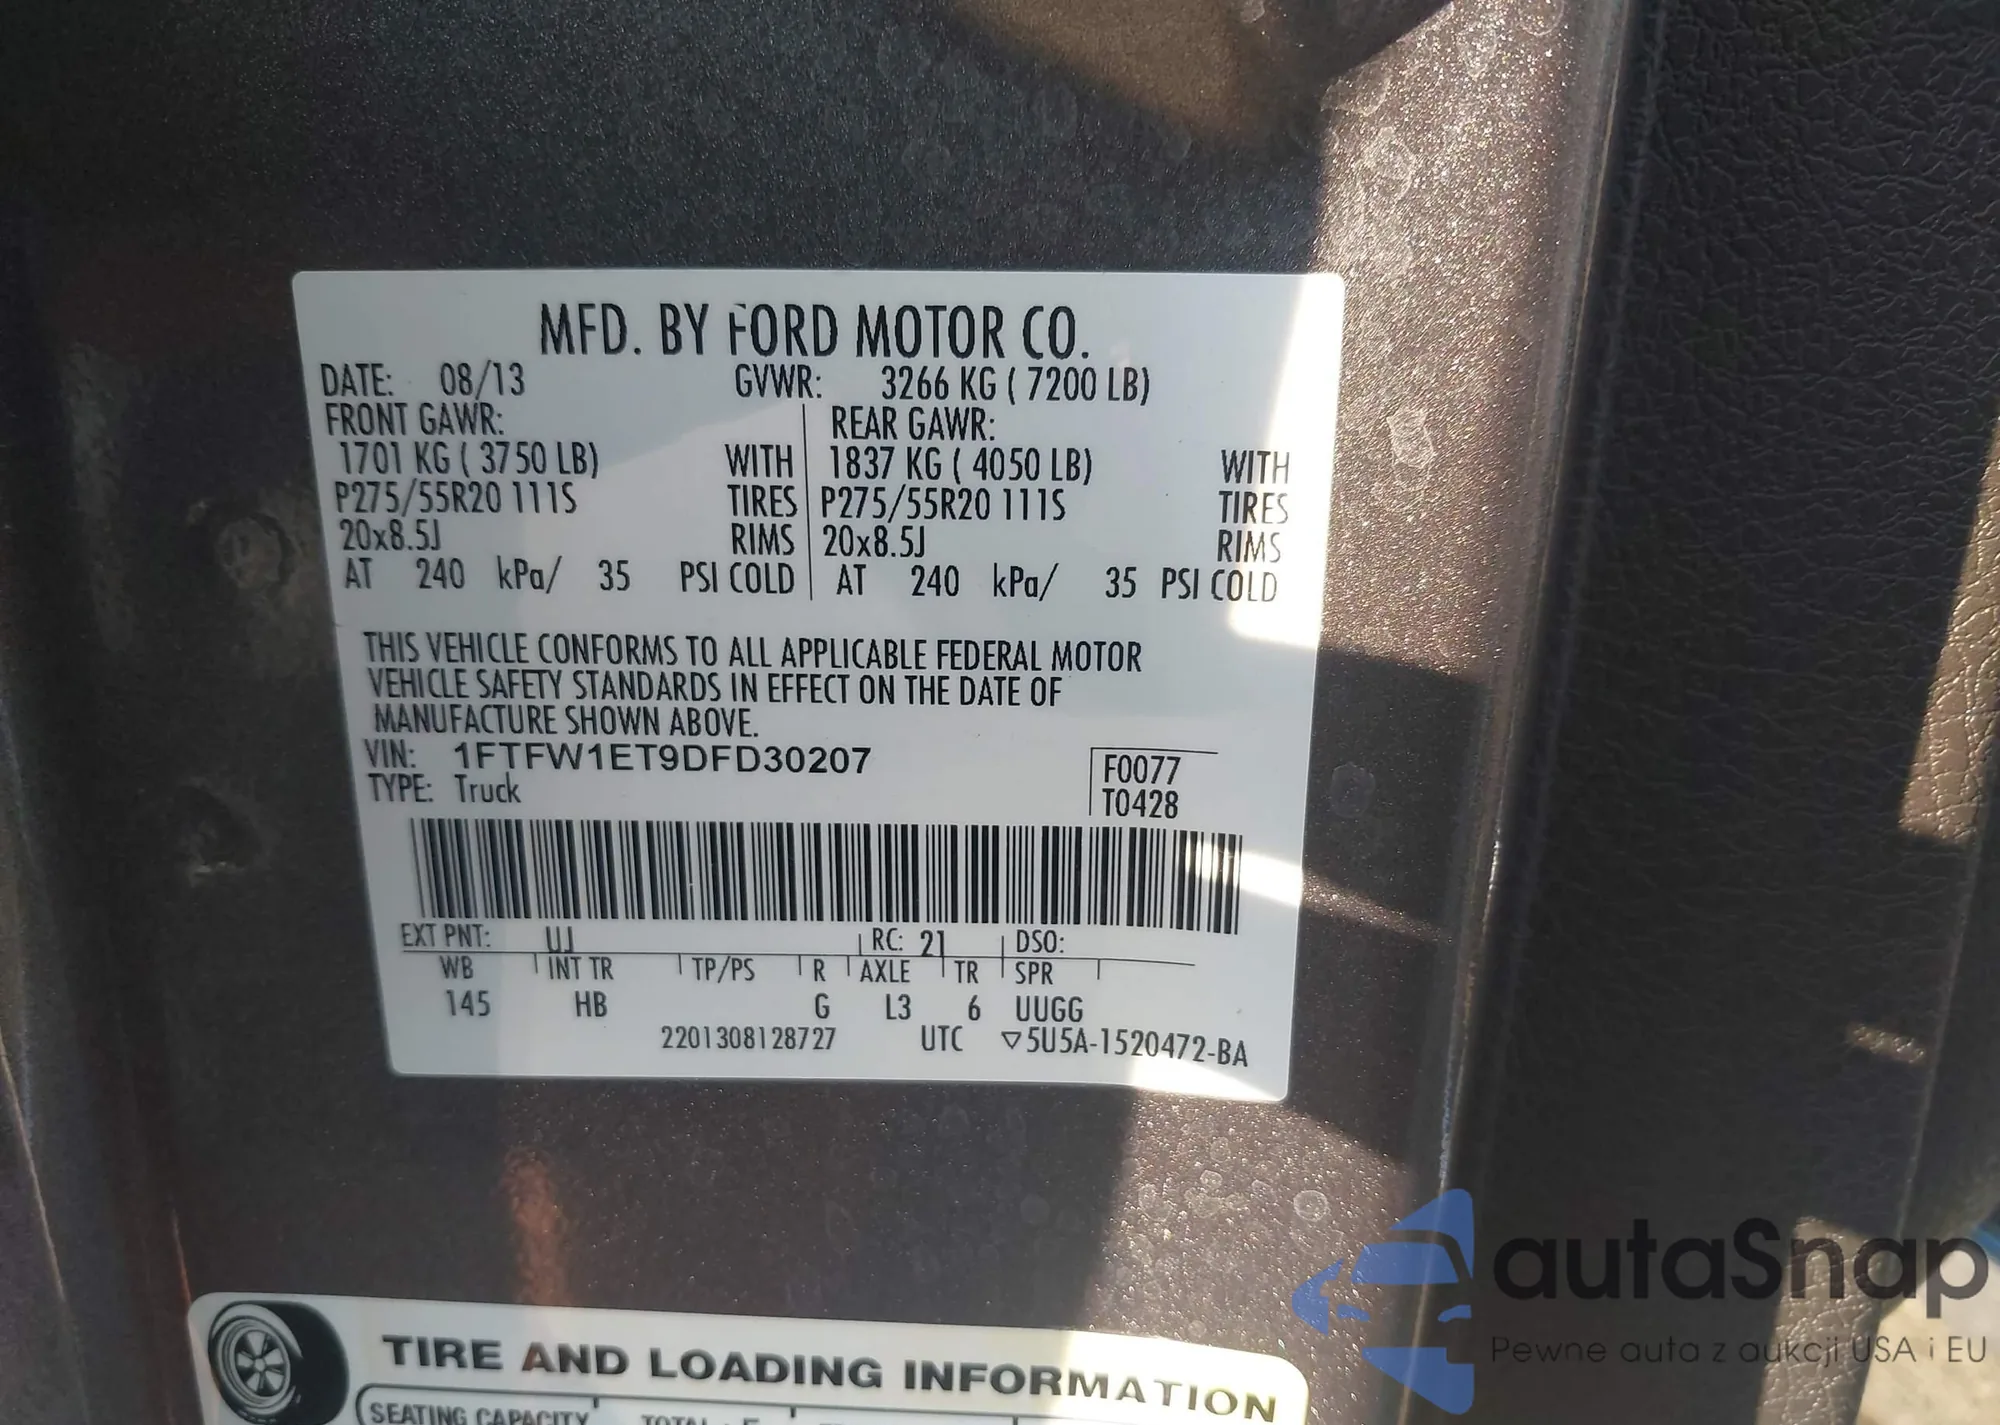 MFD. BY FORD MOTOR CO.
DATE: 08/13 GVWR: 3266 KG ( 7200 LB)
FRONT GAWR: REAR GAWR:
1701 KG ( 3750 LB) WITH 1837 KG ( 4050 LB) WITH
P275/55R20 111S TIRES P275/55R20 111S TIRES
20x8.5J RIMS 20x8.5J RIMS
AT 240 kPa/ 35 PSI COLD AT 240 kPa/ 35 PSI COLD
THIS VEHICLE CONFORMS TO ALL APPLICABLE FEDERAL MOTOR
VEHICLE SAFETY STANDARDS IN EFFECT ON THE DATE OF
MANUFACTURE SHOWN ABOVE.
VIN: 1FTFW1ET9DFD30207 F0077
TYPE: Truck T0428
EXT PNT: UJ RC: 21 DSO:
WB INT TR TP/PS R AXLE TR SPR
145 HB G L3 6 UUGG
2201308128727 UTC ▽5U5A-1520472-BA
TIRE AND LOADING INFORMATION
SEATING CAPACITY TOTAL
autaSnap
Pewne auta z aukcji USA i EU